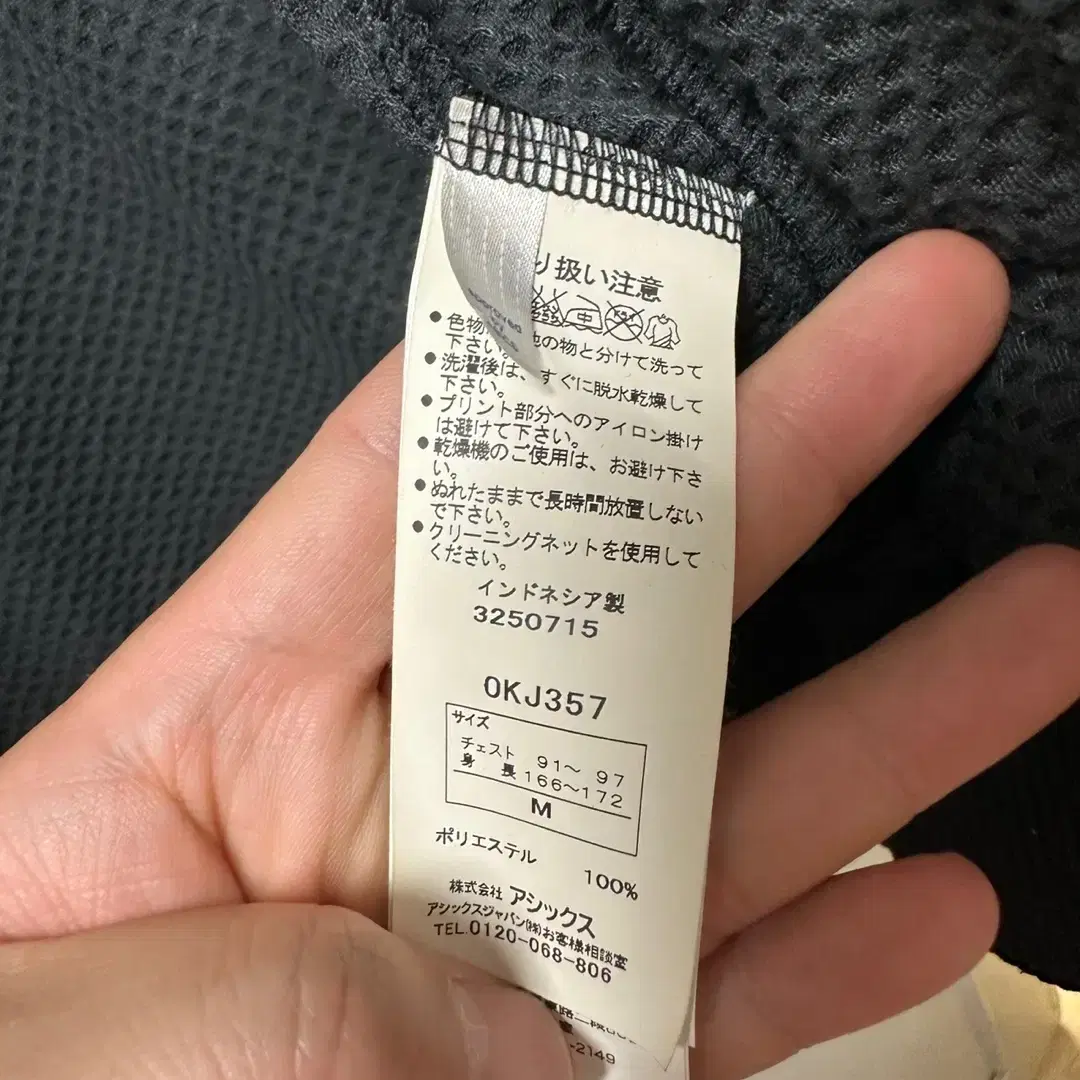 り扱い注意
色物 他の物と分けて洗って
下さい。
洗濯後は、すぐに脱水乾燥して
下さい。
プリント部分へのアイロン掛け
は避けて下さい。
乾燥機のご使用は、お避け下さ
い。
ぬれたままで長時間放置しない
で下さい。
クリーニングネットを使用して
ください。
インドネシア製
3250715
0KJ357
サイズ
チェスト 91～ 97
身 長 166～172
M
ポリエステル 100%
株式会社 アシックス
アシックスジャパン(株)お客様相談室
TEL.0120-068-806
-2149